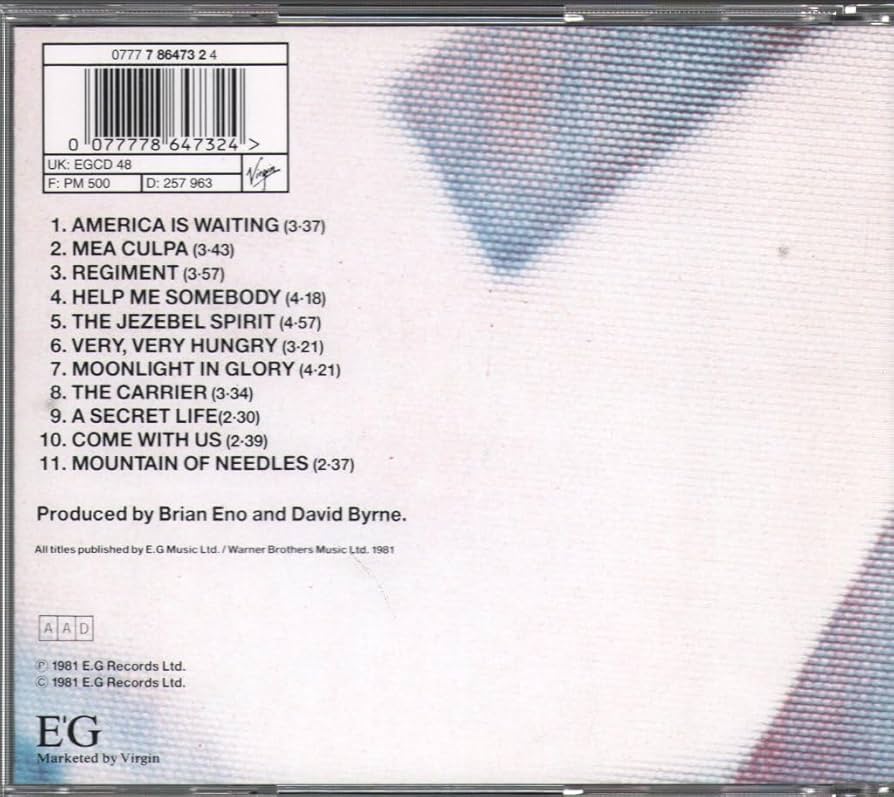 0777 7 86473 2 4
0 077778 647324 >
UK: EGCD 48
F: PM 500 D: 257 963 Virgin
1. AMERICA IS WAITING (3·37)
2. MEA CULPA (3·43)
3. REGIMENT (3·57)
4. HELP ME SOMEBODY (4·18)
5. THE JEZEBEL SPIRIT (4·57)
6. VERY, VERY HUNGRY (3·21)
7. MOONLIGHT IN GLORY (4·21)
8. THE CARRIER (3·34)
9. A SECRET LIFE(2·30)
10. COME WITH US (2·39)
11. MOUNTAIN OF NEEDLES (2·37)
Produced by Brian Eno and David Byrne.
All titles published by E.G Music Ltd. / Warner Brothers Music Ltd. 1981
A A D
℗ 1981 E.G Records Ltd.
© 1981 E.G Records Ltd.
E'G
Marketed by Virgin